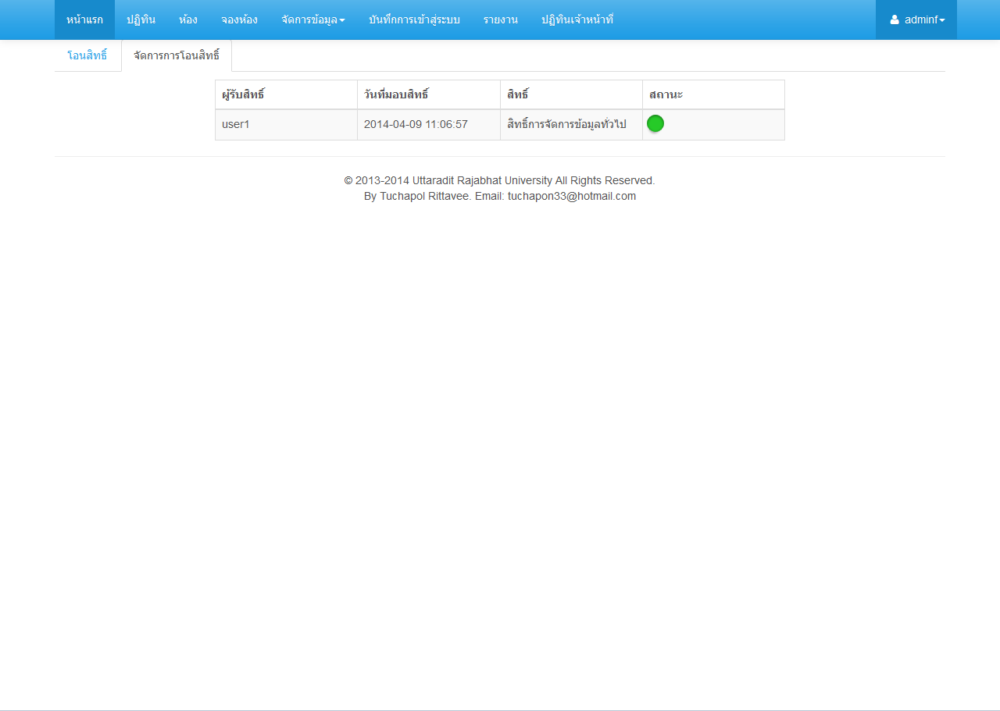 หน้าแรก ปฏิทิน ห้อง จองห้อง จัดการข้อมูล บันทึกการเข้าสู่ระบบ รายงาน ปฏิทินเจ้าหน้าที่ adminf
โอนสิทธิ์ จัดการการโอนสิทธิ์
ผู้รับสิทธิ์ วันที่มอบสิทธิ์ สิทธิ์ สถานะ
user1 2014-04-09 11:06:57 สิทธิ์การจัดการข้อมูลทั่วไป
© 2013-2014 Uttaradit Rajabhat University All Rights Reserved.
By Tuchapol Rittavee. Email: tuchapon33@hotmail.com